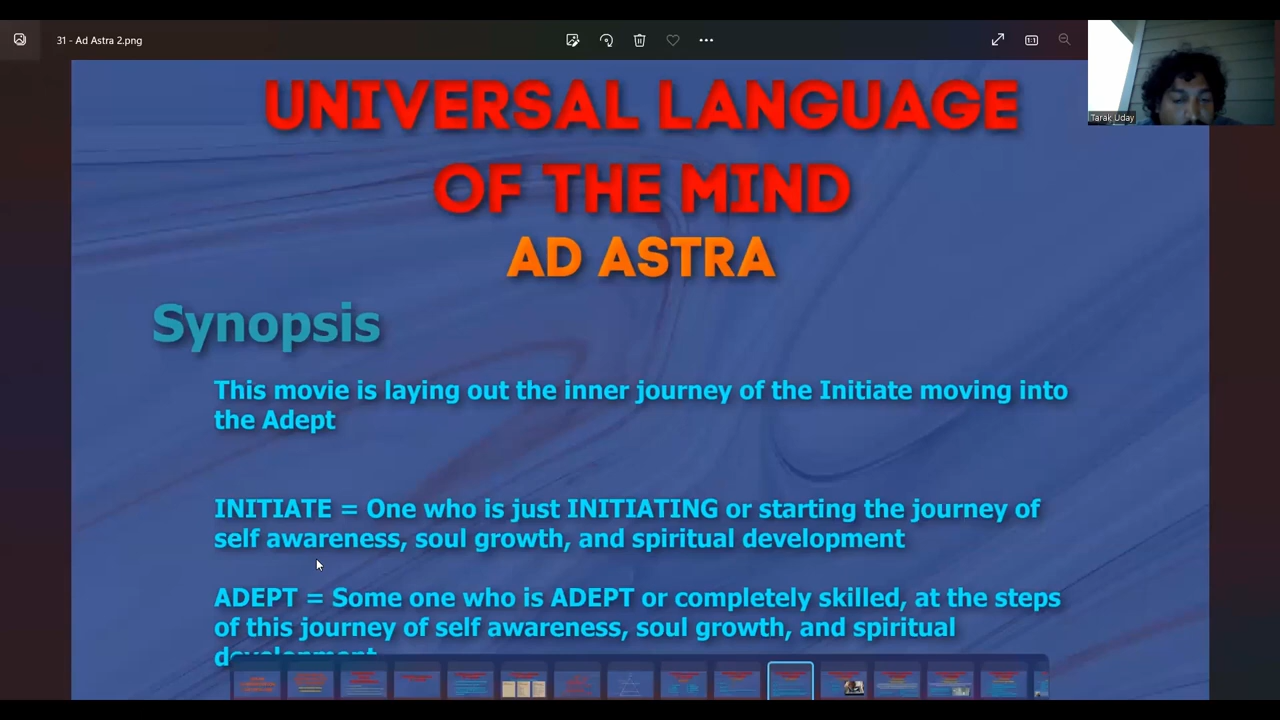 31 - Ad Astra 2.png
Tarak Uday
UNIVERSAL LANGUAGE
OF THE MIND
AD ASTRA
Synopsis
This movie is laying out the inner journey of the Initiate moving into
the Adept
INITIATE = One who is just INITIATING or starting the journey of
self awareness, soul growth, and spiritual development
ADEPT = Some one who is ADEPT or completely skilled, at the steps
of this journey of self awareness, soul growth, and spiritual
development